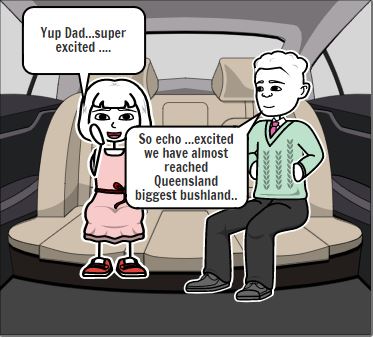 Yup Dad...super
excited ....
So echo ...excited
we have almost
reached
Queensland
biggest bushland..